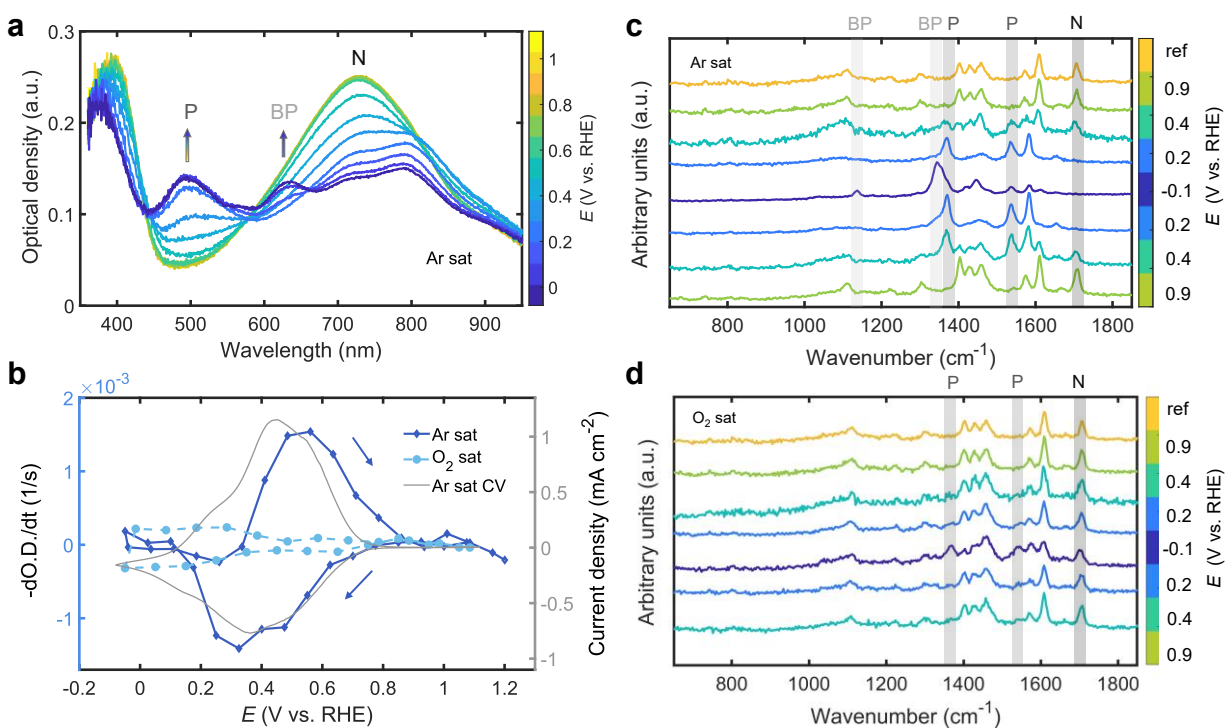 a
0.3
0.2
0.1
0
Optical density (a.u.)
P
BP
N
Ar sat
400 500 600 700 800 900
Wavelength (nm)
1
0.8
0.6
0.4
0.2
0
E (V vs. RHE)
b
×10⁻³
2
1
0
-1
-dO.D./dt (1/s)
Ar sat
O₂ sat
Ar sat CV
1
0.5
0
-0.5
-1
Current density (mA cm⁻²)
-0.2 0 0.2 0.4 0.6 0.8 1 1.2
E (V vs. RHE)
c
BP BP P P N
Ar sat
Arbitrary units (a.u.)
800 1000 1200 1400 1600 1800
Wavenumber (cm⁻¹)
ref
0.9
0.4
0.2
-0.1
0.2
0.4
0.9
E (V vs. RHE)
d
P P N
O₂ sat
Arbitrary units (a.u.)
800 1000 1200 1400 1600 1800
Wavenumber (cm⁻¹)
ref
0.9
0.4
0.2
-0.1
0.2
0.4
0.9
E (V vs. RHE)